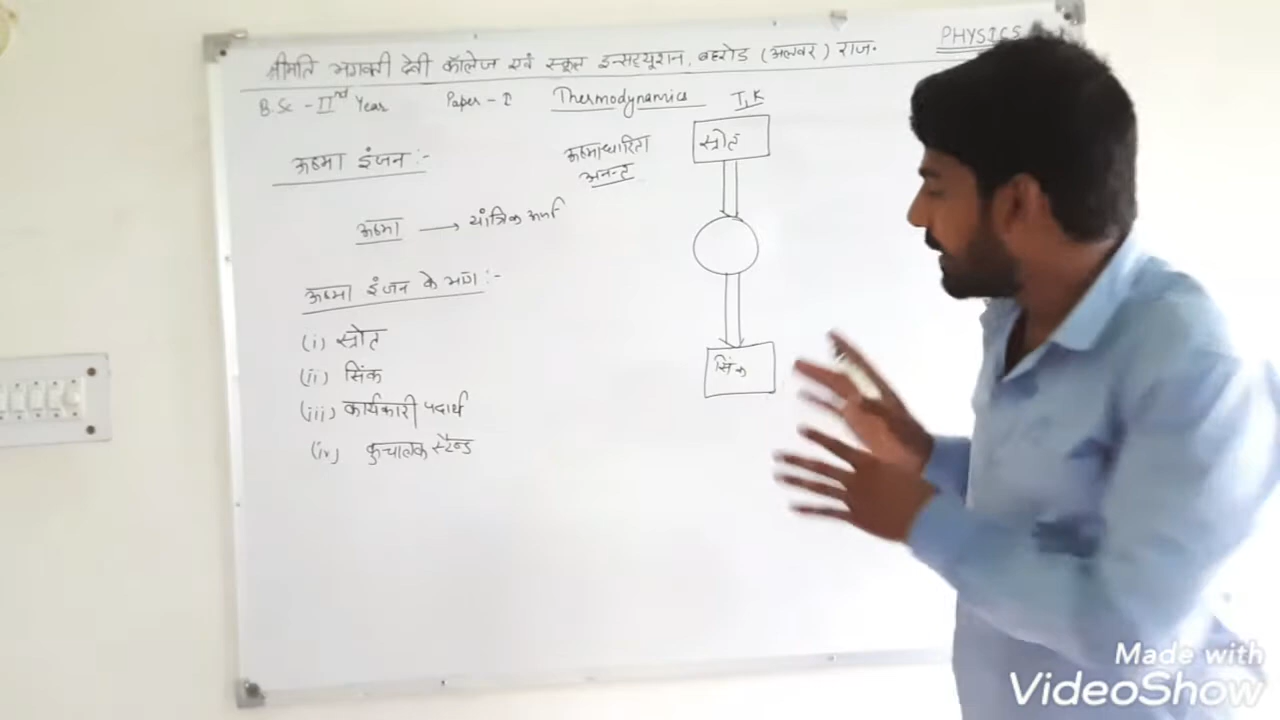 PHYSICS
श्रीमति भगवती देवी कॉलेज एवं स्कूल इन्सट्यूशन, बहरोड (अलवर) राज.
B.Sc - IInd Year Paper - I Thermodynamics
T1K
ऊष्मा इंजन :-
ऊष्माधारिता
अनन्त
स्त्रोत
ऊष्मा → यांत्रिक ऊर्जा
ऊष्मा इंजन के भाग :-
(i) स्त्रोत
(ii) सिंक
(iii) कार्यकारी पदार्थ
(iv) कुचालक स्टैन्ड
सिंक
Made with
VideoShow